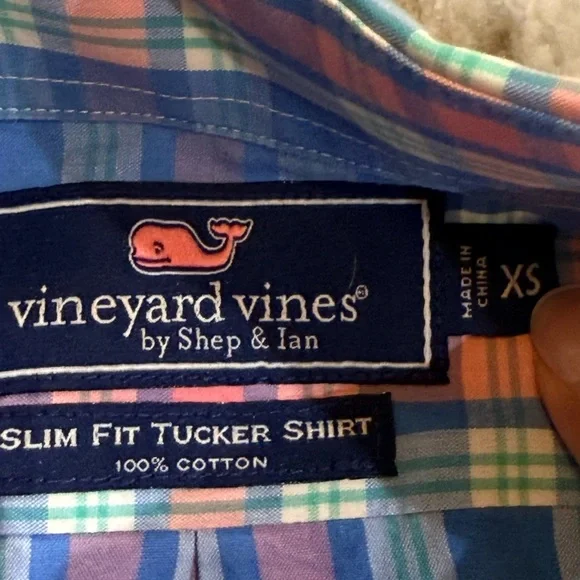 vineyard vines®
by Shep & Ian
MADE IN
CHINA
XS
SLIM FIT TUCKER SHIRT
100% COTTON